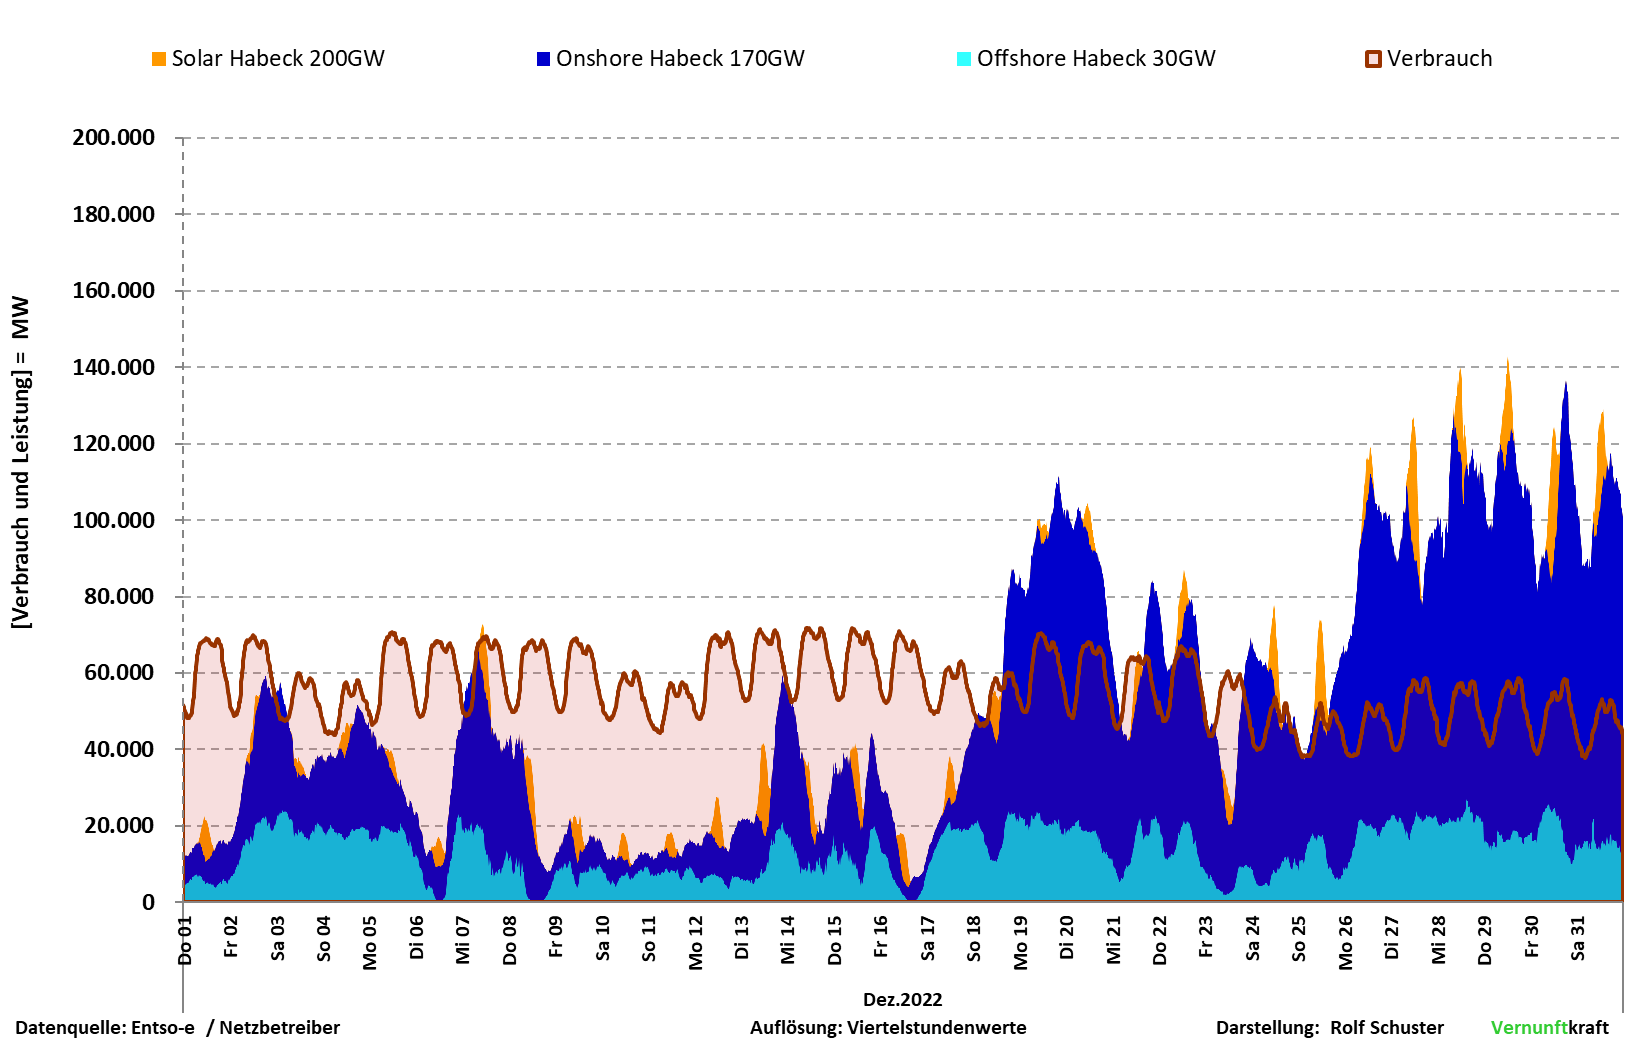 Solar Habeck 200GW Onshore Habeck 170GW Offshore Habeck 30GW Verbrauch
[Verbrauch und Leistung] = MW
200.000
180.000
160.000
140.000
120.000
100.000
80.000
60.000
40.000
20.000
0
Do 01 Fr 02 Sa 03 So 04 Mo 05 Di 06 Mi 07 Do 08 Fr 09 Sa 10 So 11 Mo 12 Di 13 Mi 14 Do 15 Fr 16 Sa 17 So 18 Mo 19 Di 20 Mi 21 Do 22 Fr 23 Sa 24 So 25 Mo 26 Di 27 Mi 28 Do 29 Fr 30 Sa 31
Dez.2022
Datenquelle: Entso-e / Netzbetreiber Auflösung: Viertelstundenwerte Darstellung: Rolf Schuster Vernunftkraft